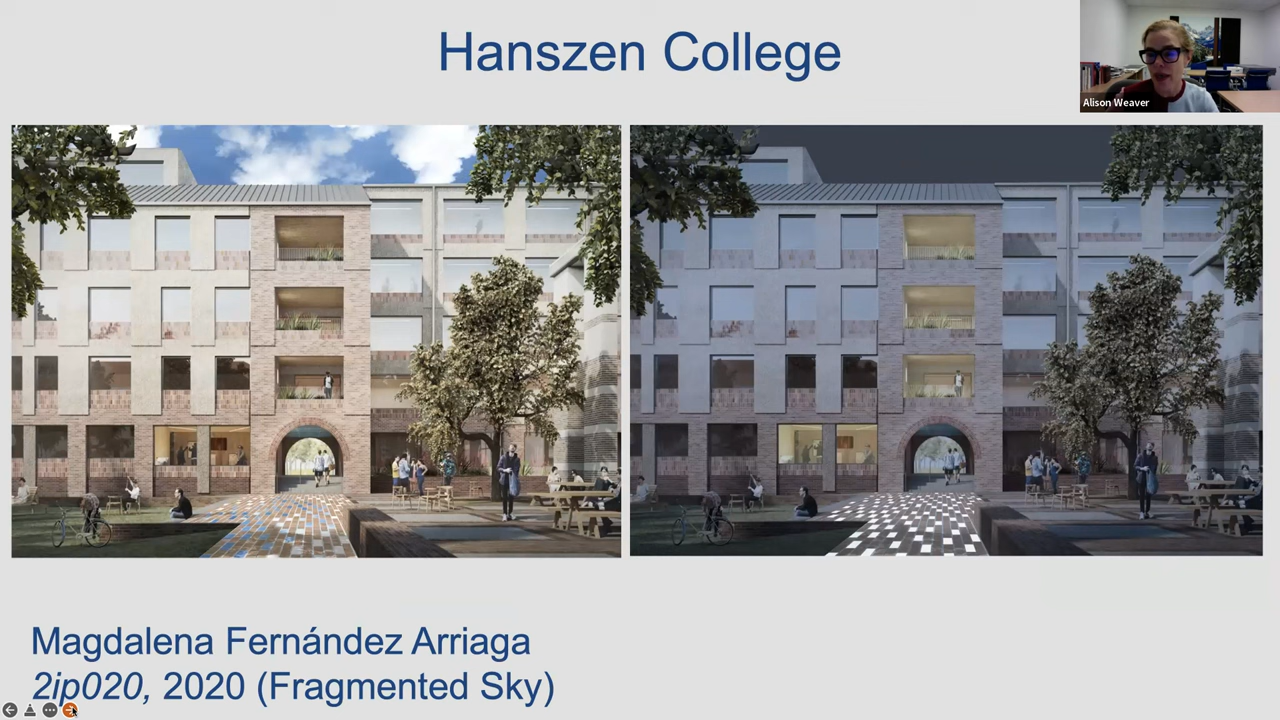 Hanszen College
Alison Weaver
Magdalena Fernández Arriaga
2ip020, 2020 (Fragmented Sky)